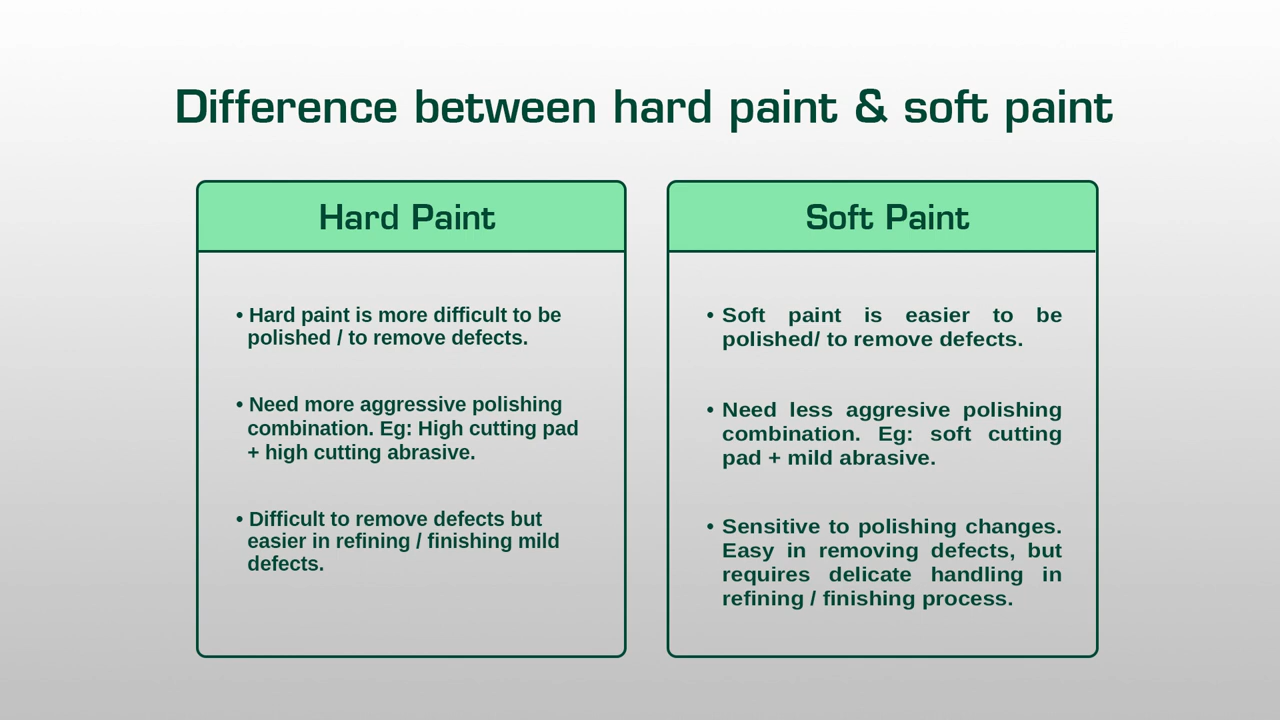 Difference between hard paint & soft paint
Hard Paint
• Hard paint is more difficult to be
polished / to remove defects.
• Need more aggressive polishing
combination. Eg: High cutting pad
+ high cutting abrasive.
• Difficult to remove defects but
easier in refining / finishing mild
defects.
Soft Paint
• Soft paint is easier to be
polished/ to remove defects.
• Need less aggresive polishing
combination. Eg: soft cutting
pad + mild abrasive.
• Sensitive to polishing changes.
Easy in removing defects, but
requires delicate handling in
refining / finishing process.